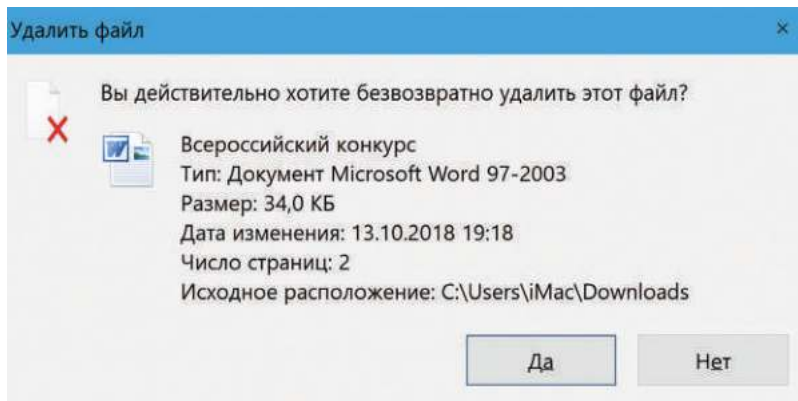 Удалить файл
Вы действительно хотите безвозвратно удалить этот файл?
Всероссийский конкурс
Тип: Документ Microsoft Word 97-2003
Размер: 34,0 КБ
Дата изменения: 13.10.2018 19:18
Число страниц: 2
Исходное расположение: C:\Users\iMac\Downloads
Да
Нет